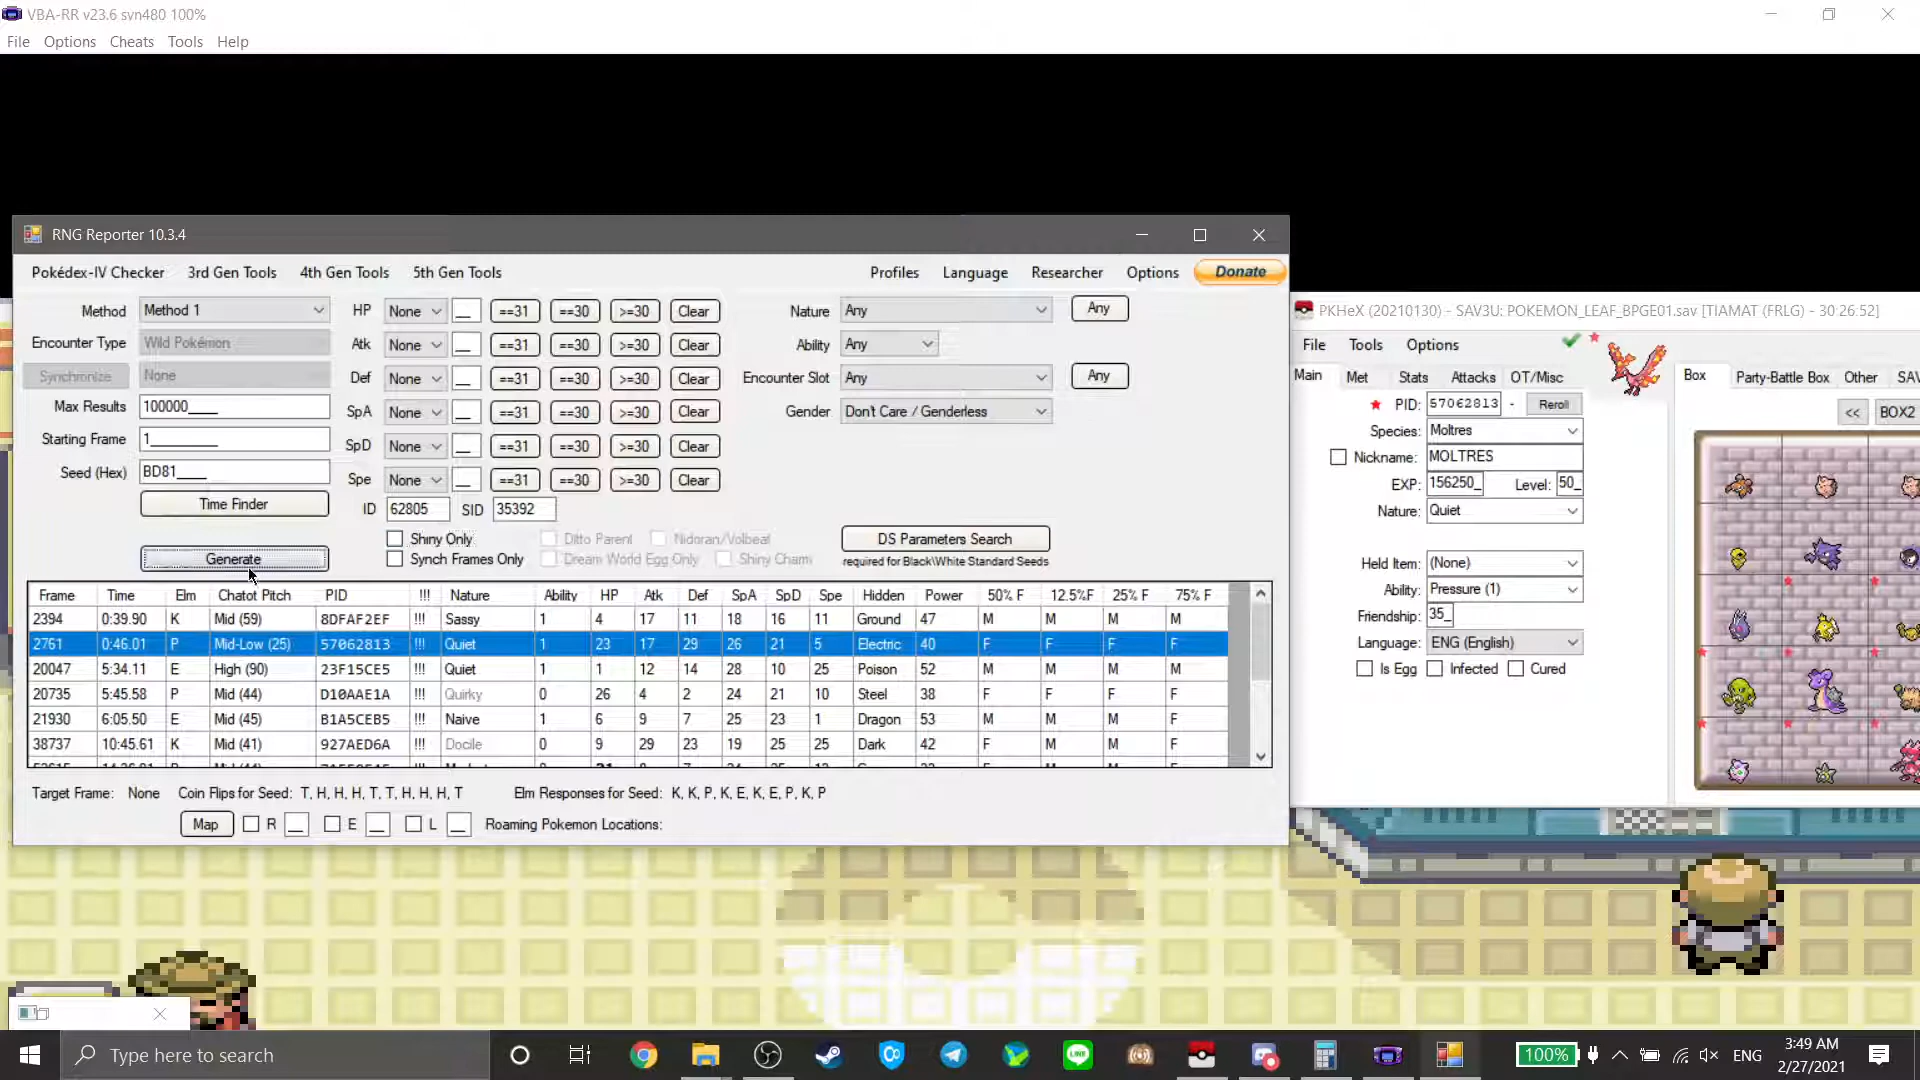 VBA-RR v23.6 svn480 100%
File Options Cheats Tools Help
RNG Reporter 10.3.4
Pokédex-IV Checker 3rd Gen Tools 4th Gen Tools 5th Gen Tools Profiles Language Researcher Options Donate
Method Method 1 HP None __ ==31 ==30 >=30 Clear Nature Any Any
Encounter Type Wild Pokémon Atk None __ ==31 ==30 >=30 Clear Ability Any
Synchronize None Def None __ ==31 ==30 >=30 Clear Encounter Slot Any Any
Max Results 100000____ SpA None __ ==31 ==30 >=30 Clear Gender Don't Care / Genderless
Starting Frame 1_________ SpD None __ ==31 ==30 >=30 Clear
Seed (Hex) BD81____ Spe None __ ==31 ==30 >=30 Clear
Time Finder ID 62805 SID 35392
Shiny Only Ditto Parent Nidoran/Volbeat DS Parameters Search
Generate Synch Frames Only Dream World Egg Only Shiny Charm required for Black\White Standard Seeds
Frame Time Elm Chatot Pitch PID !!! Nature Ability HP Atk Def SpA SpD Spe Hidden Power 50% F 12.5%F 25% F 75% F
2394 0:39.90 K Mid (59) 8DFAF2EF !!! Sassy 1 4 17 11 18 16 11 Ground 47 M M M M
2761 0:46.01 P Mid-Low (25) 57062813 !!! Quiet 1 23 17 29 26 21 5 Electric 40 F F F F
20047 5:34.11 E High (90) 23F15CE5 !!! Quiet 1 1 12 14 28 10 25 Poison 52 M M M M
20735 5:45.58 P Mid (44) D10AAE1A !!! Quirky 0 26 4 2 24 21 10 Steel 38 F F F F
21930 6:05.50 E Mid (45) B1A5CEB5 !!! Naive 1 6 9 7 25 23 1 Dragon 53 M M M F
38737 10:45.61 K Mid (41) 927AED6A !!! Docile 0 9 29 23 19 25 25 Dark 42 F M M F
Target Frame: None Coin Flips for Seed: T, H, H, H, T, T, H, H, H, T Elm Responses for Seed: K, K, P, K, E, K, E, P, K, P
Map R __ E __ L __ Roaming Pokemon Locations:
PKHeX (20210130) - SAV3U: POKEMON_LEAF_BPGE01.sav [TIAMAT (FRLG) - 30:26:52]
File Tools Options
Main Met Stats Attacks OT/Misc Box Party-Battle Box Other SAV
PID: 57062813 - Reroll << BOX2
Species: Moltres
Nickname: MOLTRES
EXP: 156250_ Level: 50_
Nature: Quiet
Held Item: (None)
Ability: Pressure (1)
Friendship: 35_
Language: ENG (English)
Is Egg Infected Cured
Type here to search
LINE
100% ENG 3:49 AM
2/27/2021